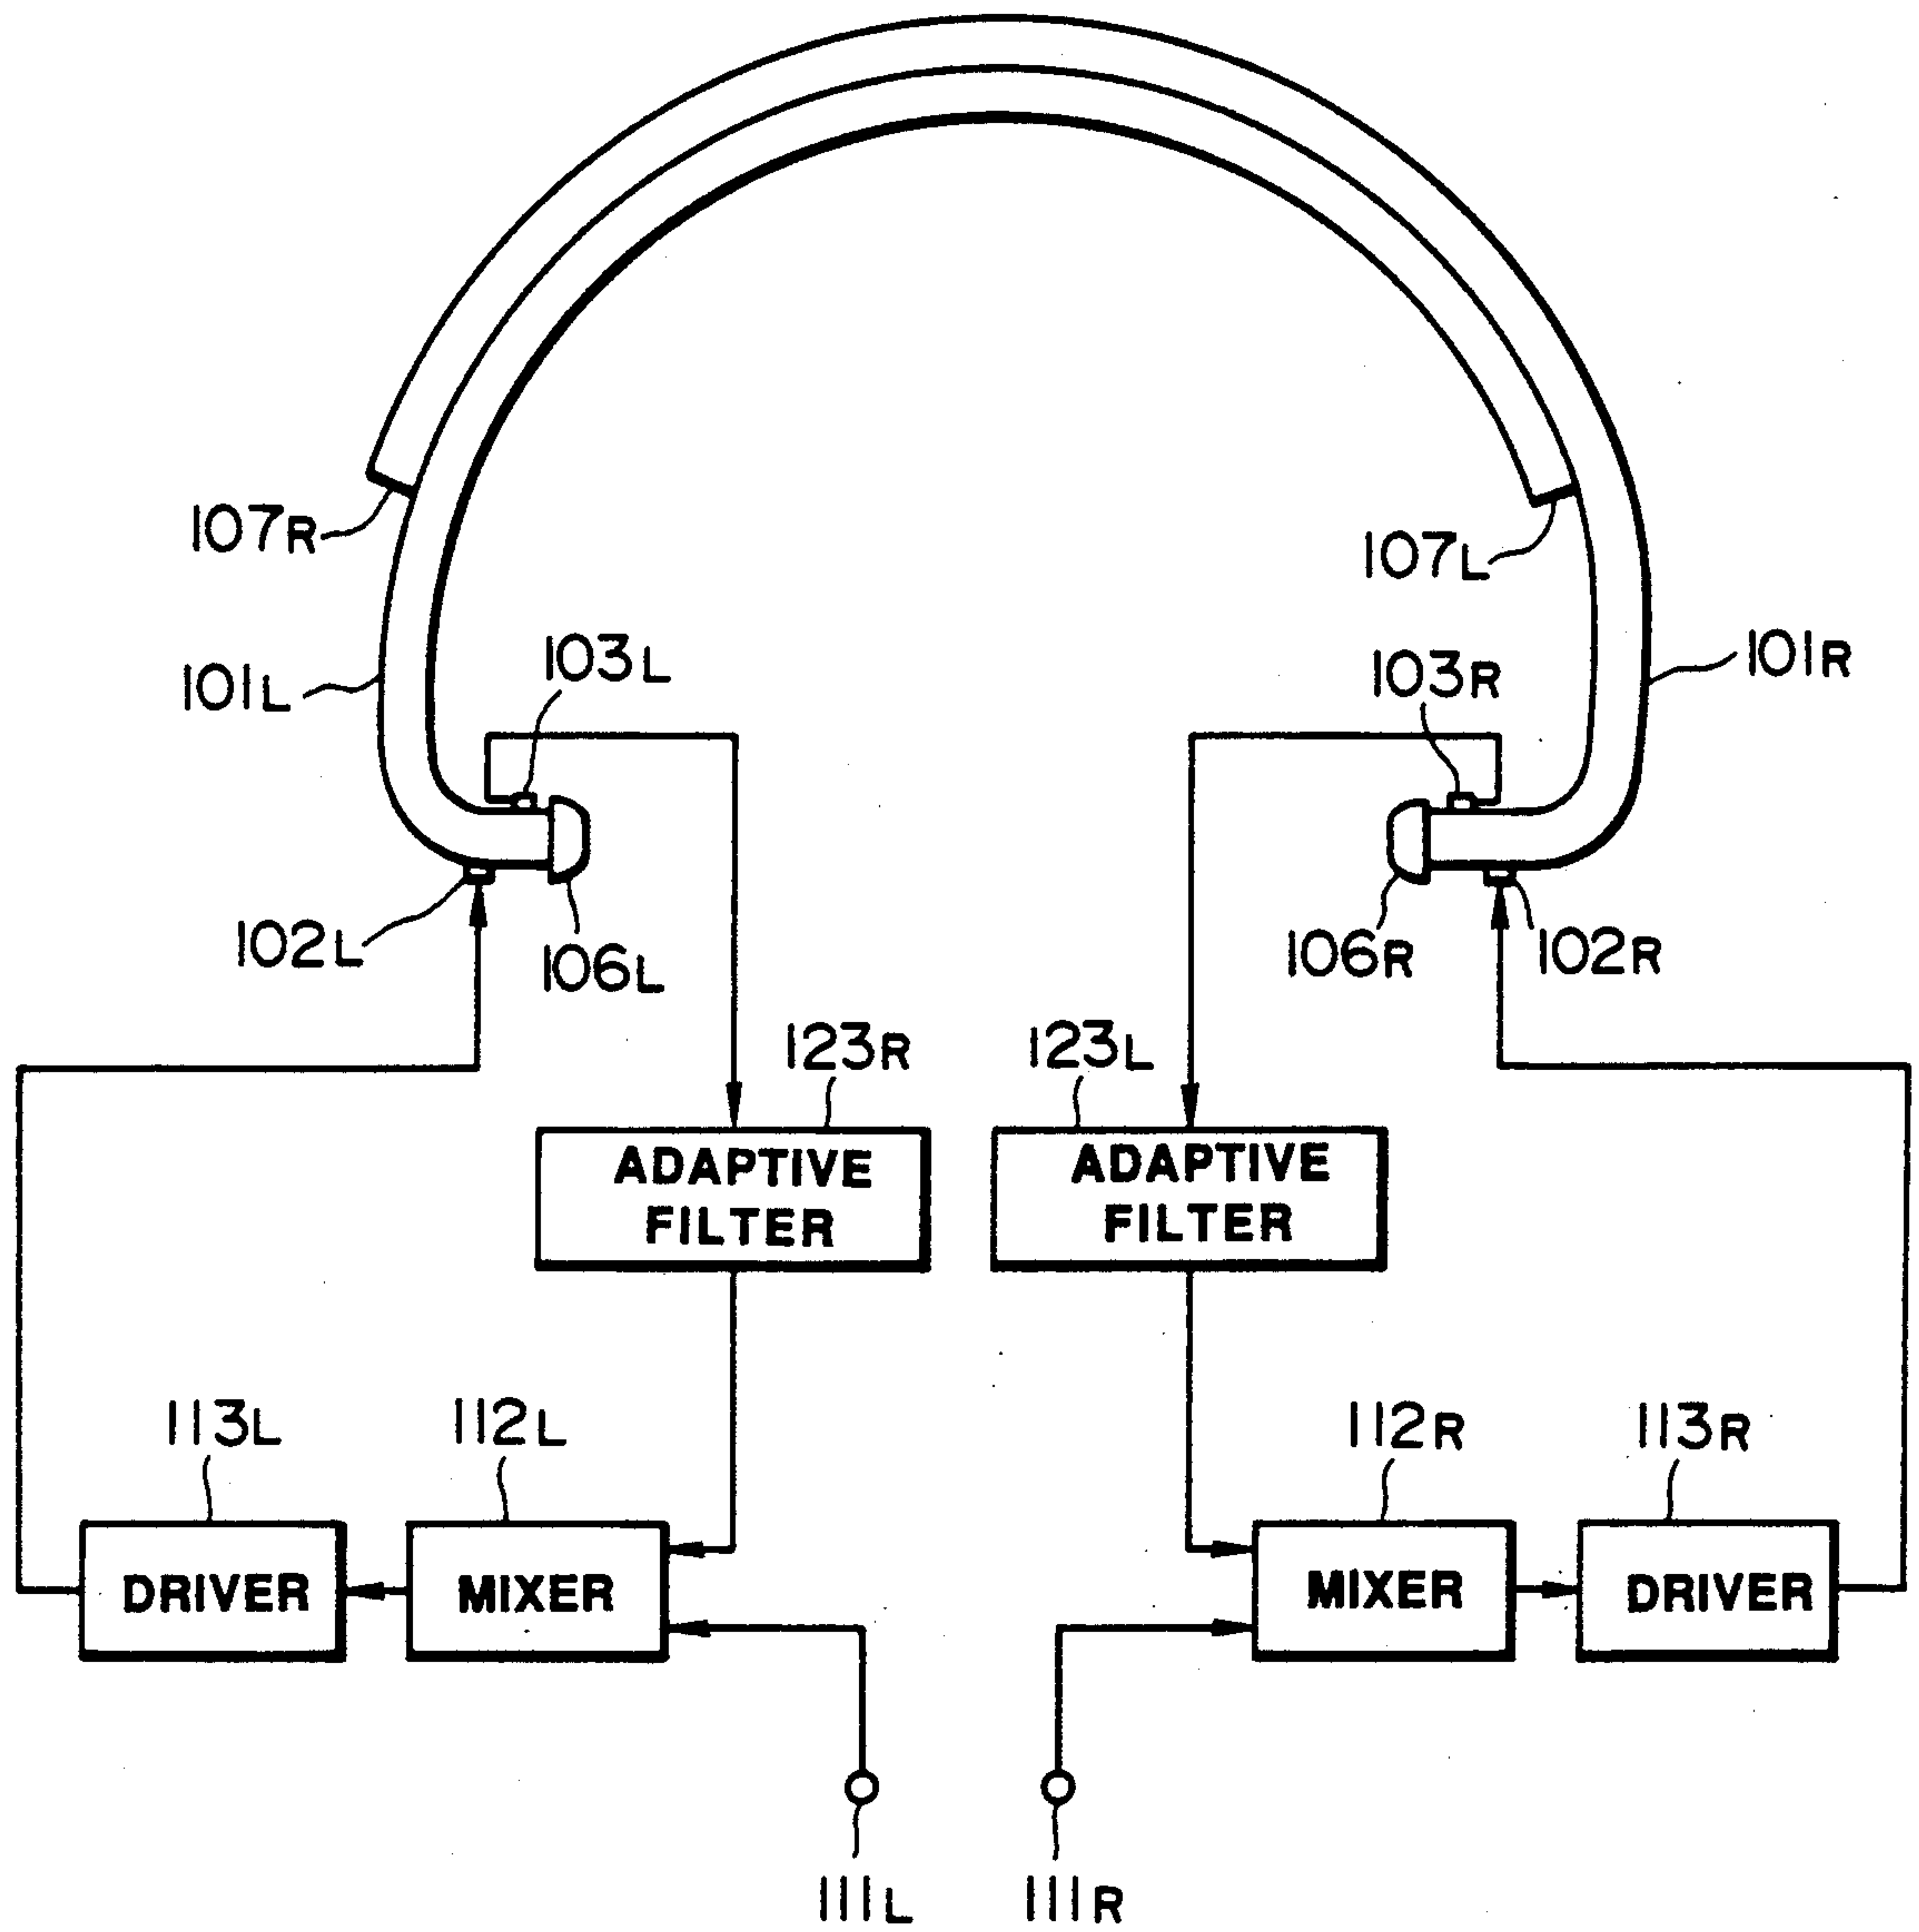 107R
107L
103L
103R
101L
101R
102L
106L
106R
102R
123R
123L
ADAPTIVE
FILTER
ADAPTIVE
FILTER
113L
112L
112R
113R
DRIVER
MIXER
MIXER
DRIVER
111L
111R